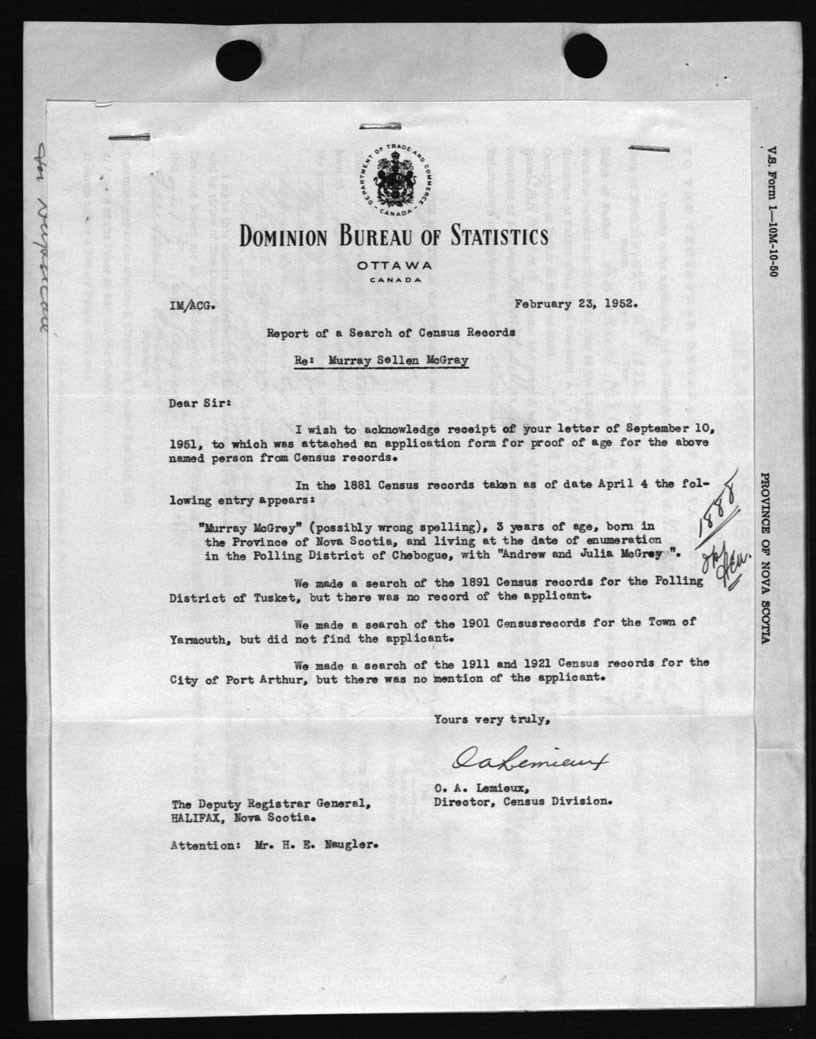 DEPARTMENT OF TRADE AND COMMERCE
CANADA
DOMINION BUREAU OF STATISTICS
OTTAWA
CANADA
IM/ACG.
February 23, 1952.
Report of a Search of Census Records
Re: Murray Sellen McGray
Dear Sir:
I wish to acknowledge receipt of your letter of September 10,
1951, to which was attached an application form for proof of age for the above
named person from Census records.
In the 1881 Census records taken as of date April 4 the fol-
lowing entry appears:
"Murray McGrey" (possibly wrong spelling), 3 years of age, born in
the Province of Nova Scotia, and living at the date of enumeration
in the Polling District of Chebogue, with "Andrew and Julia McGrey ".
We made a search of the 1891 Census records for the Polling
District of Tusket, but there was no record of the applicant.
We made a search of the 1901 Censusrecords for the Town of
Yarmouth, but did not find the applicant.
We made a search of the 1911 and 1921 Census records for the
City of Port Arthur, but there was no mention of the applicant.
Yours very truly,
OALemieux
O. A. Lemieux,
Director, Census Division.
The Deputy Registrar General,
HALIFAX, Nova Scotia.
Attention: Mr. H. E. Naugler.
1888
V.S. Form 1—10M-10-50
PROVINCE OF NOVA SCOTIA